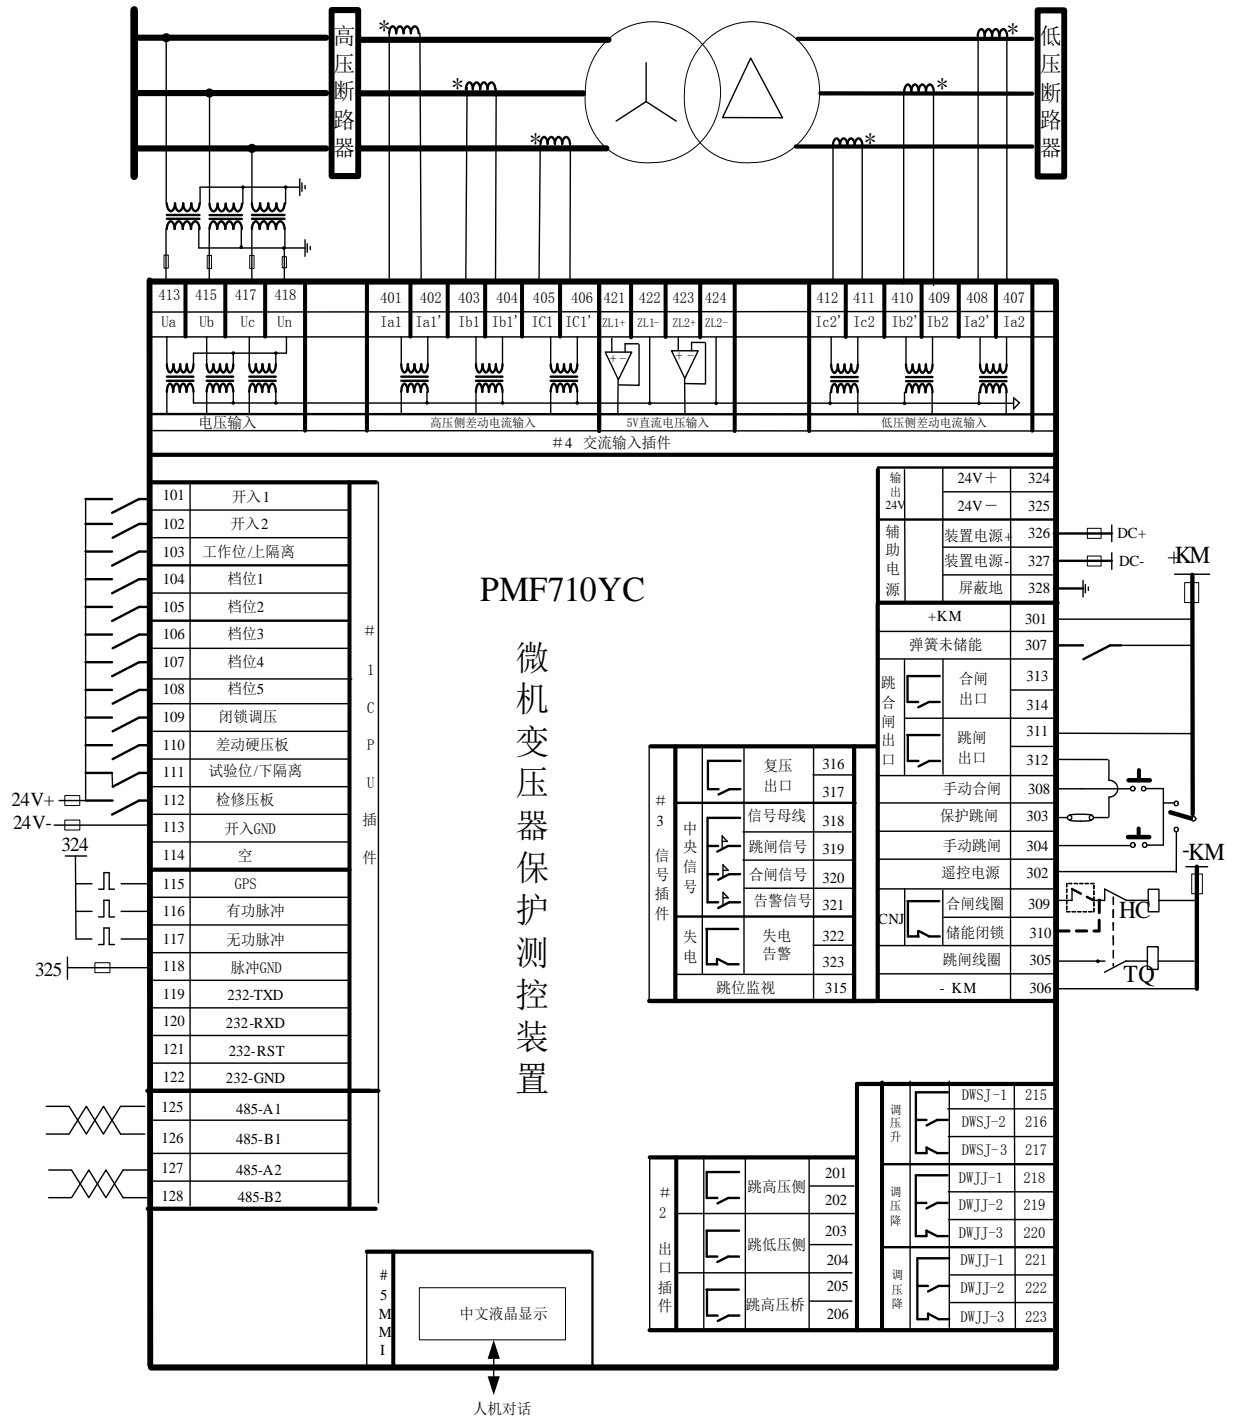 高压断路器
低压断路器
* * * * * *
413 415 417 418 401 402 403 404 405 406 421 422 423 424 412 411 410 409 408 407
Ua Ub Uc Un Ia1 Ia1' Ib1 Ib1' IC1 IC1' ZL1+ ZL1- ZL2+ ZL2- Ic2' Ic2 Ib2' Ib2 Ia2' Ia2
+ - + -
电压输入 高压侧差动电流输入 5V直流电压输入 低压侧差动电流输入
#4 交流输入插件
101 开入1
102 开入2
103 工作位/上隔离
104 档位1
105 档位2
106 档位3
107 档位4
108 档位5
109 闭锁调压
110 差动硬压板
111 试验位/下隔离
112 检修压板
113 开入GND
114 空
115 GPS
116 有功脉冲
117 无功脉冲
118 脉冲GND
119 232-TXD
120 232-RXD
121 232-RST
122 232-GND
125 485-A1
126 485-B1
127 485-A2
128 485-B2
#1CPU插件
24V+
24V-
324
325
PMF710YC
微机变压器保护测控装置
输出24V
24V+ 324
24V- 325
辅助电源
装置电源+ 326 DC+
装置电源- 327 DC-
屏蔽地 328
+KM
+KM 301
弹簧未储能 307
跳合闸出口
合闸出口 313
314
跳闸出口 311
312
手动合闸 308
保护跳闸 303
手动跳闸 304
遥控电源 302
-KM
CNJ
合闸线圈 309 HC
储能闭锁 310
跳闸线圈 305 TQ
- KM 306
#3 信号插件
复压出口 316
317
中央信号
信号母线 318
跳闸信号 319
合闸信号 320
告警信号 321
失电
失电告警 322
323
跳位监视 315
调压升
DWSJ-1 215
DWSJ-2 216
DWSJ-3 217
调压降
DWJJ-1 218
DWJJ-2 219
DWJJ-3 220
调压降
DWJJ-1 221
DWJJ-2 222
DWJJ-3 223
#2 出口插件
跳高压侧 201
202
跳低压侧 203
204
跳高压桥 205
206
#5MMI
中文液晶显示
人机对话